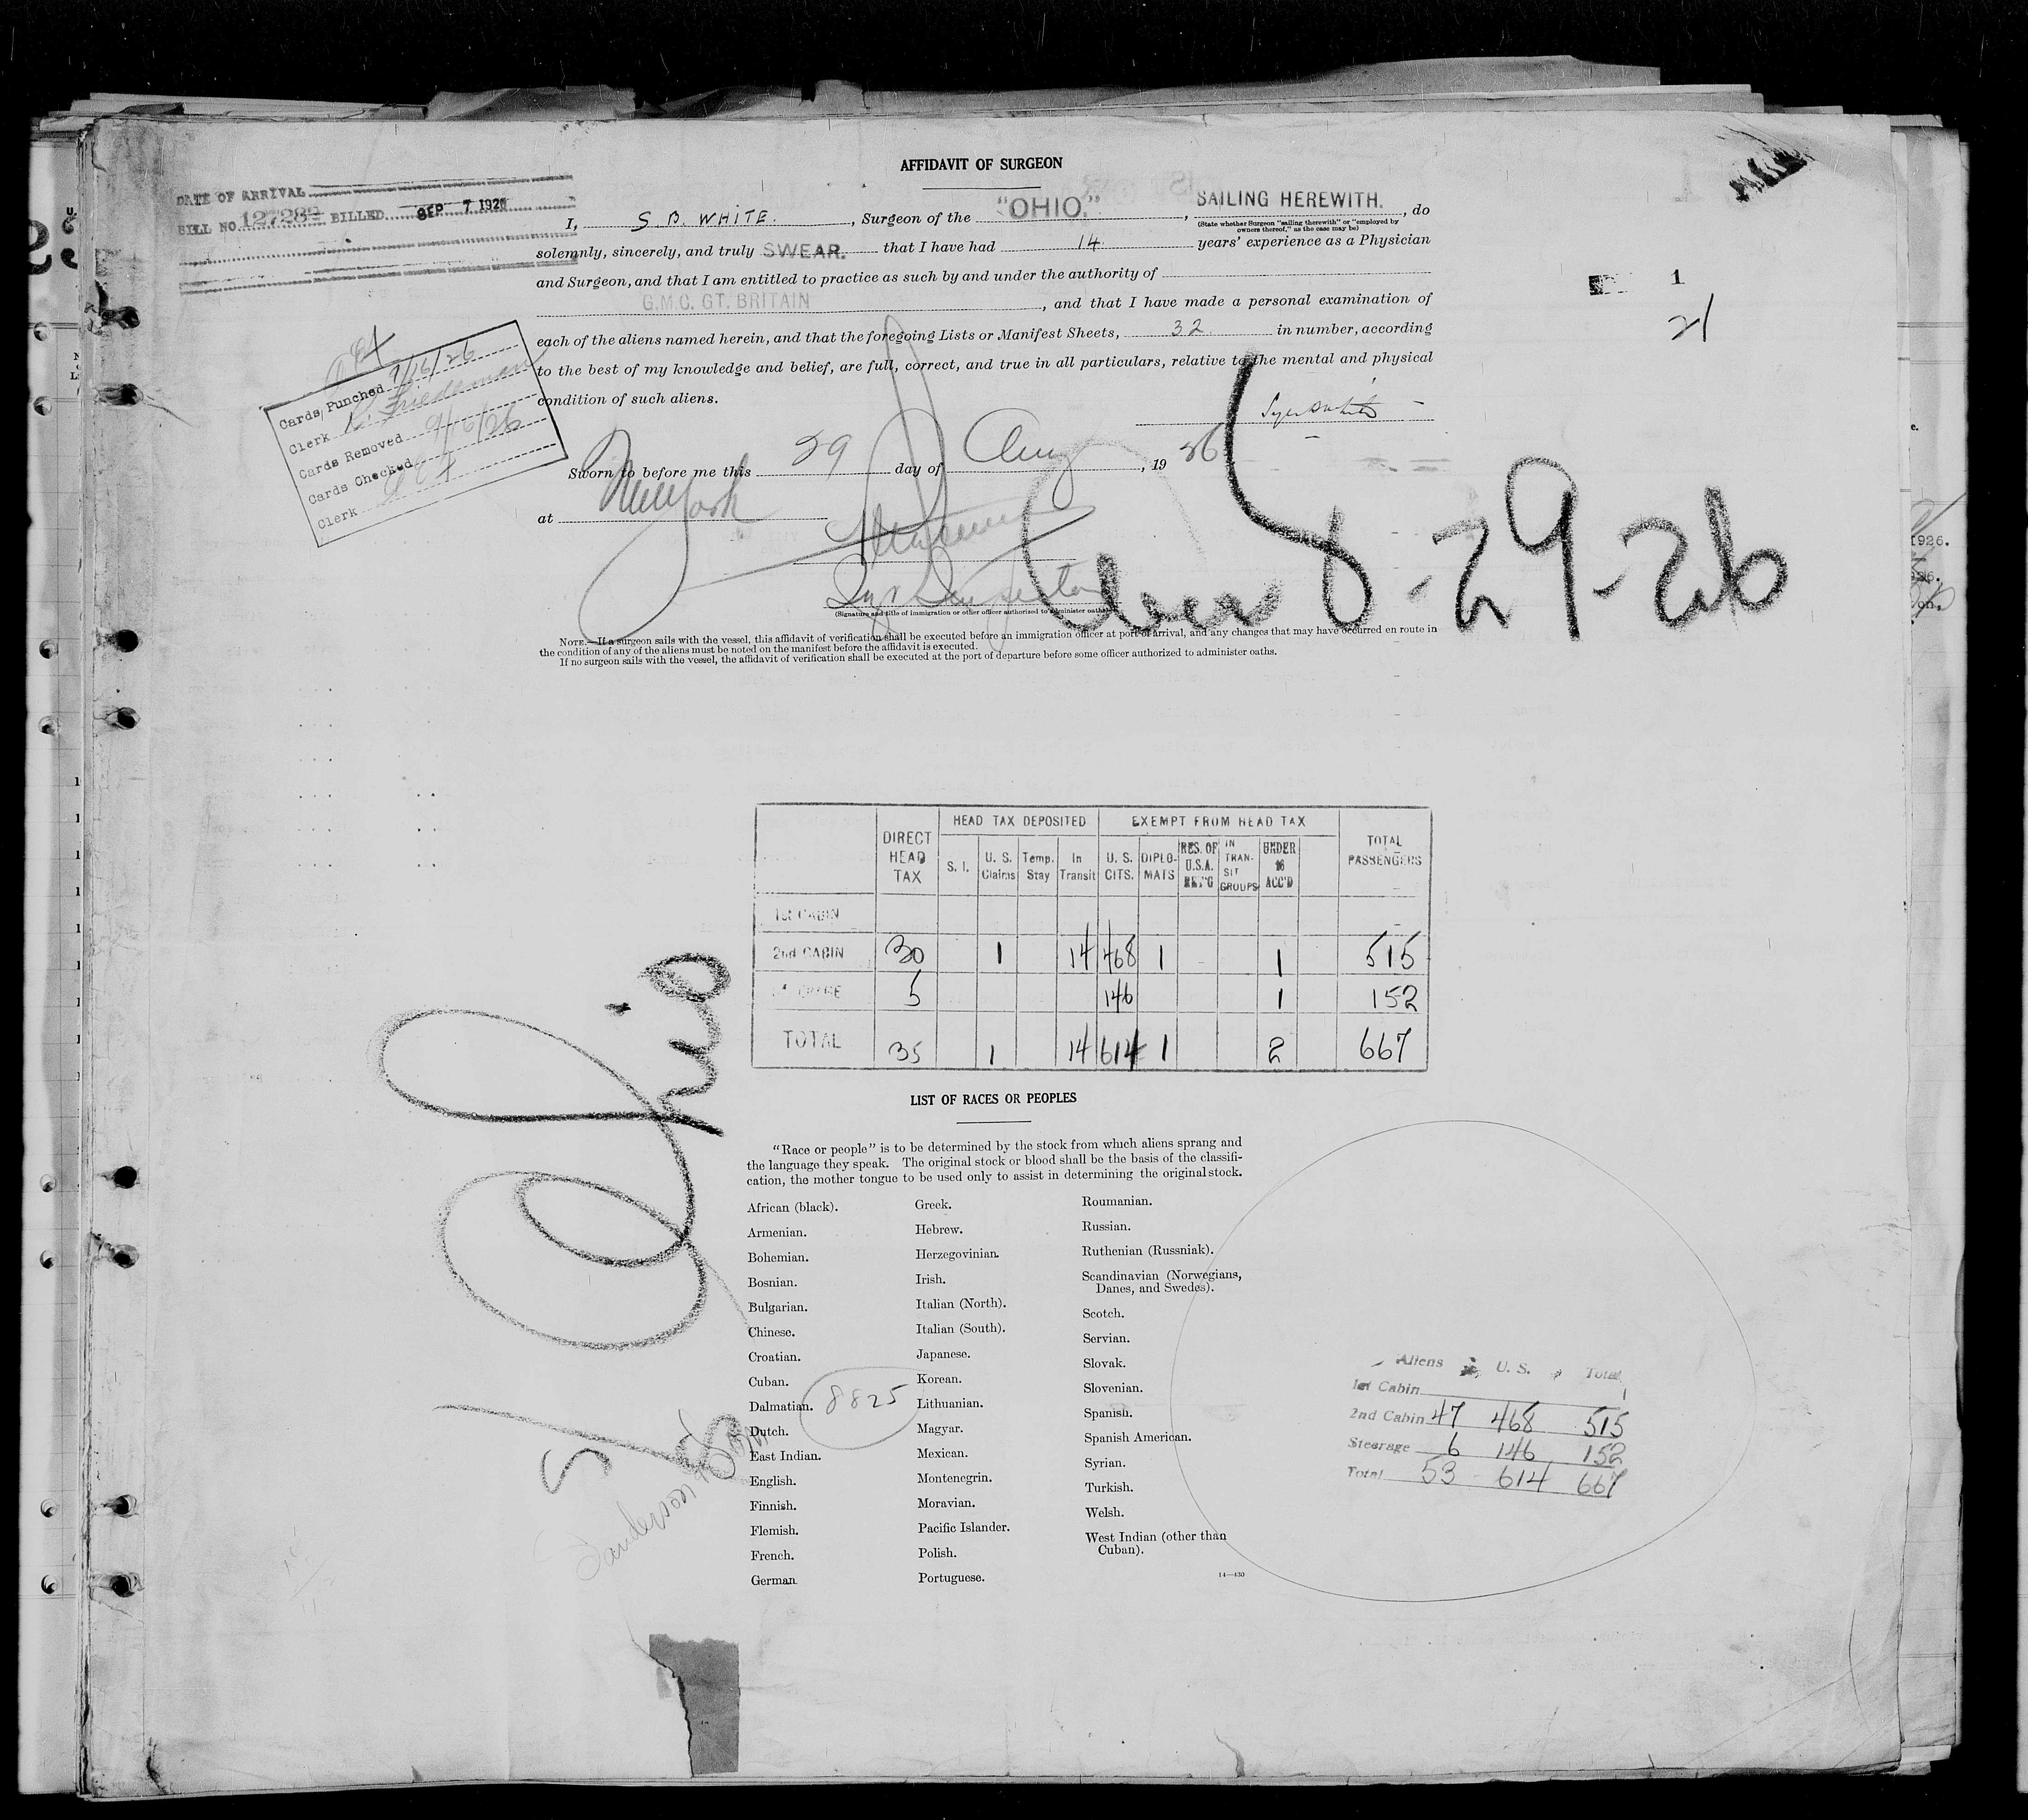 AFFIDAVIT OF SURGEON
DATE OF ARRIVAL
BILL NO. BILLED SEP 7 1926
I, S. B. WHITE. , Surgeon of the "OHIO." , SAILING HEREWITH. , do
(State whether Surgeon "sailing therewith" or "employed by
owners thereof," as the case may be)
solemnly, sincerely, and truly SWEAR. that I have had 14 years' experience as a Physician
and Surgeon, and that I am entitled to practice as such by and under the authority of
G.M.C. GT. BRITAIN , and that I have made a personal examination of
each of the aliens named herein, and that the foregoing Lists or Manifest Sheets, 32 in number, according
to the best of my knowledge and belief, are full, correct, and true in all particulars, relative to the mental and physical
condition of such aliens.
1
21
Cards Punched 9/16/26
Clerk Friedman
Cards Removed 9/16/26
Cards Checked
Clerk
Sworn to before me this 29 day of Aug , 19 26
at New York
8-29-26
(Signature and title of immigration or other officer authorized to administer oaths)
NOTE.—If a surgeon sails with the vessel, this affidavit of verification shall be executed before an immigration officer at port of arrival, and any changes that may have occurred en route in
the condition of any of the aliens must be noted on the manifest before the affidavit is executed.
If no surgeon sails with the vessel, the affidavit of verification shall be executed at the port of departure before some officer authorized to administer oaths.
DIRECT HEAD TAX HEAD TAX DEPOSITED EXEMPT FROM HEAD TAX TOTAL PASSENGERS
S. I. U. S. Claims Temp. Stay In Transit U. S. CITS. DIPLO-MATS RES. OF U.S.A. RET'G IN TRAN-SIT GROUPS UNDER 16 ACC'D
1st CABIN
2nd CABIN 30 1 14 468 1 1 515
5 146 1 152
TOTAL 35 1 14 614 1 2 667
S/S Ohio
LIST OF RACES OR PEOPLES
"Race or people" is to be determined by the stock from which aliens sprang and
the language they speak. The original stock or blood shall be the basis of the classifi-
cation, the mother tongue to be used only to assist in determining the original stock.
African (black).
Armenian.
Bohemian.
Bosnian.
Bulgarian.
Chinese.
Croatian.
Cuban.
Dalmatian.
Dutch.
East Indian.
English.
Finnish.
Flemish.
French.
German
Greek.
Hebrew.
Herzegovinian.
Irish.
Italian (North).
Italian (South).
Japanese.
Korean.
Lithuanian.
Magyar.
Mexican.
Montenegrin.
Moravian.
Pacific Islander.
Polish.
Portuguese.
Roumanian.
Russian.
Ruthenian (Russniak).
Scandinavian (Norwegians,
Danes, and Swedes).
Scotch.
Servian.
Slovak.
Slovenian.
Spanish.
Spanish American.
Syrian.
Turkish.
Welsh.
West Indian (other than
Cuban).
14—430
8825
Sanderson
Aliens U. S. Total
1st Cabin
2nd Cabin 47 468 515
Steerage 6 146 152
Total 53 614 667
1926.